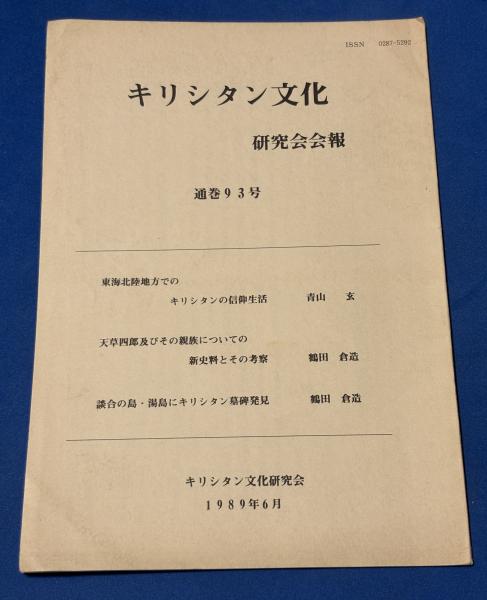 ISSN 0287-5292
キリシタン文化
研究会会報
通巻93号
東海北陸地方での
キリシタンの信仰生活 青山 玄
天草四郎及びその親族についての
新史料とその考察 鶴田 倉造
談合の島・湯島にキリシタン墓碑発見 鶴田 倉造
キリシタン文化研究会
1989年6月